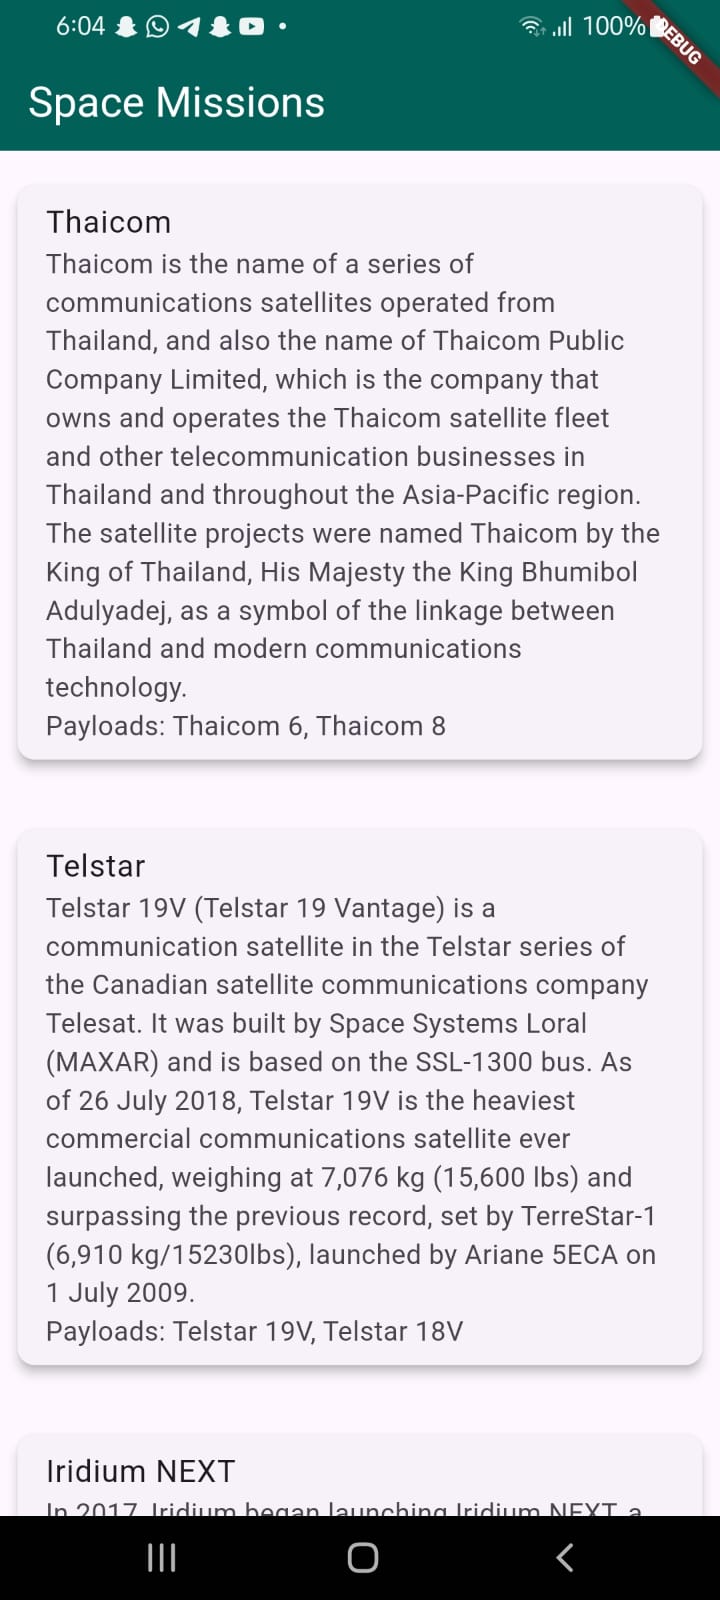 6:04
100%
DEBUG
Space Missions
Thaicom
Thaicom is the name of a series of
communications satellites operated from
Thailand, and also the name of Thaicom Public
Company Limited, which is the company that
owns and operates the Thaicom satellite fleet
and other telecommunication businesses in
Thailand and throughout the Asia-Pacific region.
The satellite projects were named Thaicom by the
King of Thailand, His Majesty the King Bhumibol
Adulyadej, as a symbol of the linkage between
Thailand and modern communications
technology.
Payloads: Thaicom 6, Thaicom 8
Telstar
Telstar 19V (Telstar 19 Vantage) is a
communication satellite in the Telstar series of
the Canadian satellite communications company
Telesat. It was built by Space Systems Loral
(MAXAR) and is based on the SSL-1300 bus. As
of 26 July 2018, Telstar 19V is the heaviest
commercial communications satellite ever
launched, weighing at 7,076 kg (15,600 lbs) and
surpassing the previous record, set by TerreStar-1
(6,910 kg/15230lbs), launched by Ariane 5ECA on
1 July 2009.
Payloads: Telstar 19V, Telstar 18V
Iridium NEXT
In 2017, Iridium began launching Iridium NEXT, a